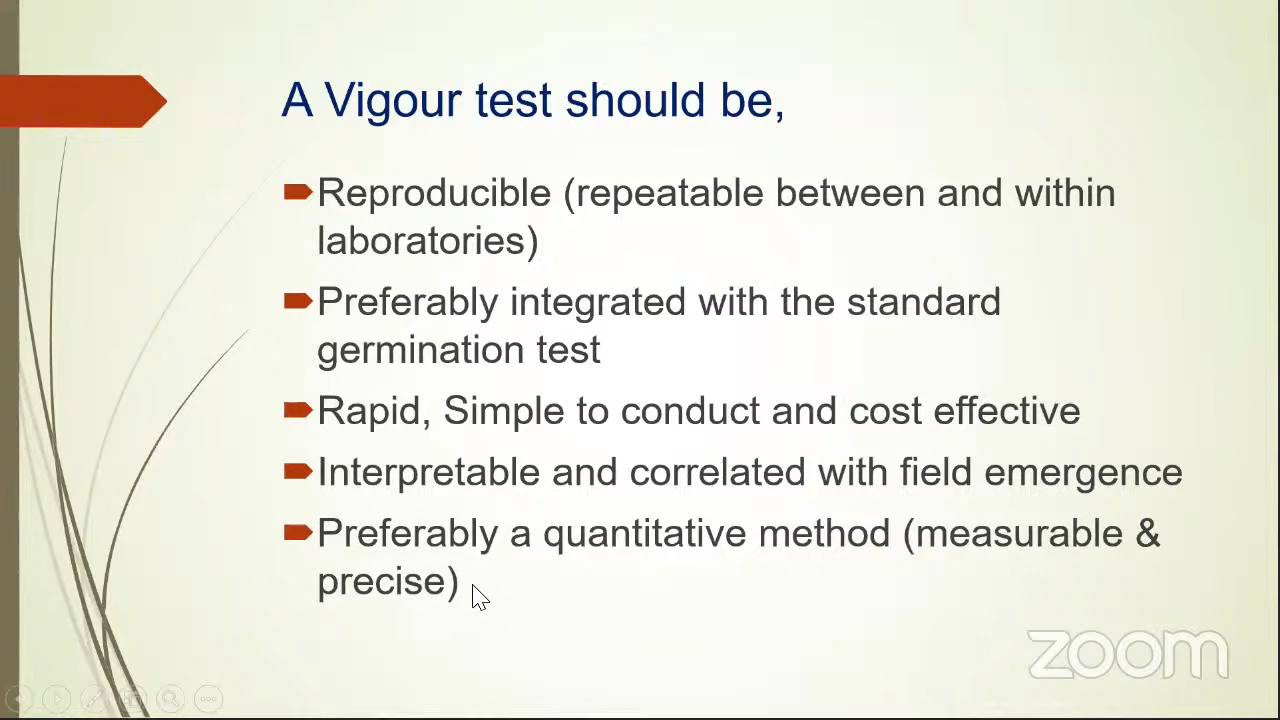 A Vigour test should be,
Reproducible (repeatable between and within
laboratories)
Preferably integrated with the standard
germination test
Rapid, Simple to conduct and cost effective
Interpretable and correlated with field emergence
Preferably a quantitative method (measurable &
precise)
zoom